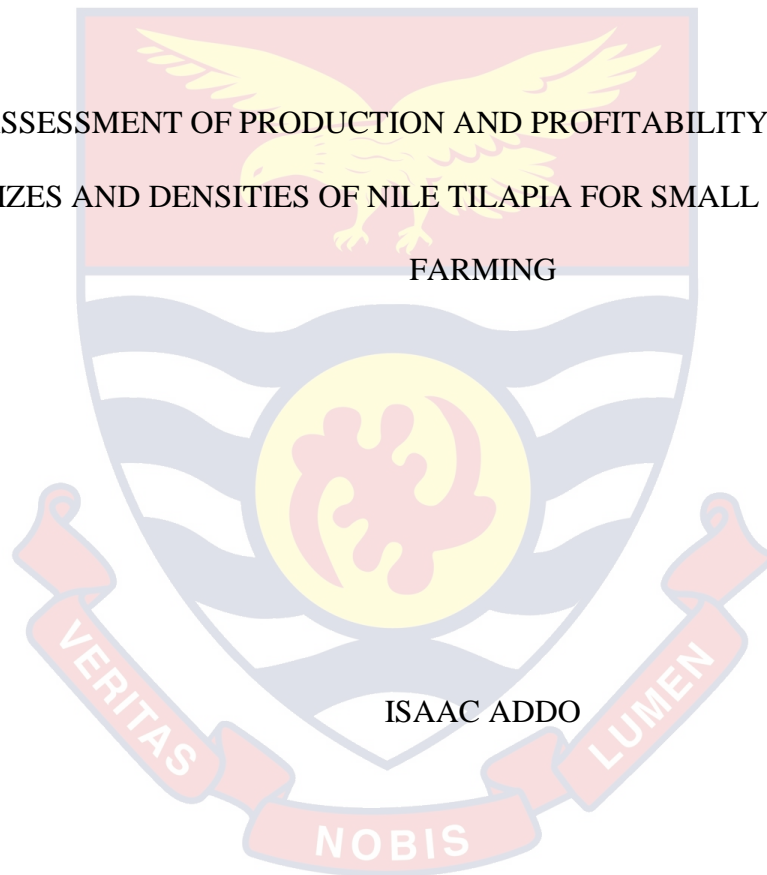 SSESSMENT OF PRODUCTION AND PROFITABILITY
IZES AND DENSITIES OF NILE TILAPIA FOR SMALL
FARMING
ISAAC ADDO
VERITAS
NOBIS
LUMEN